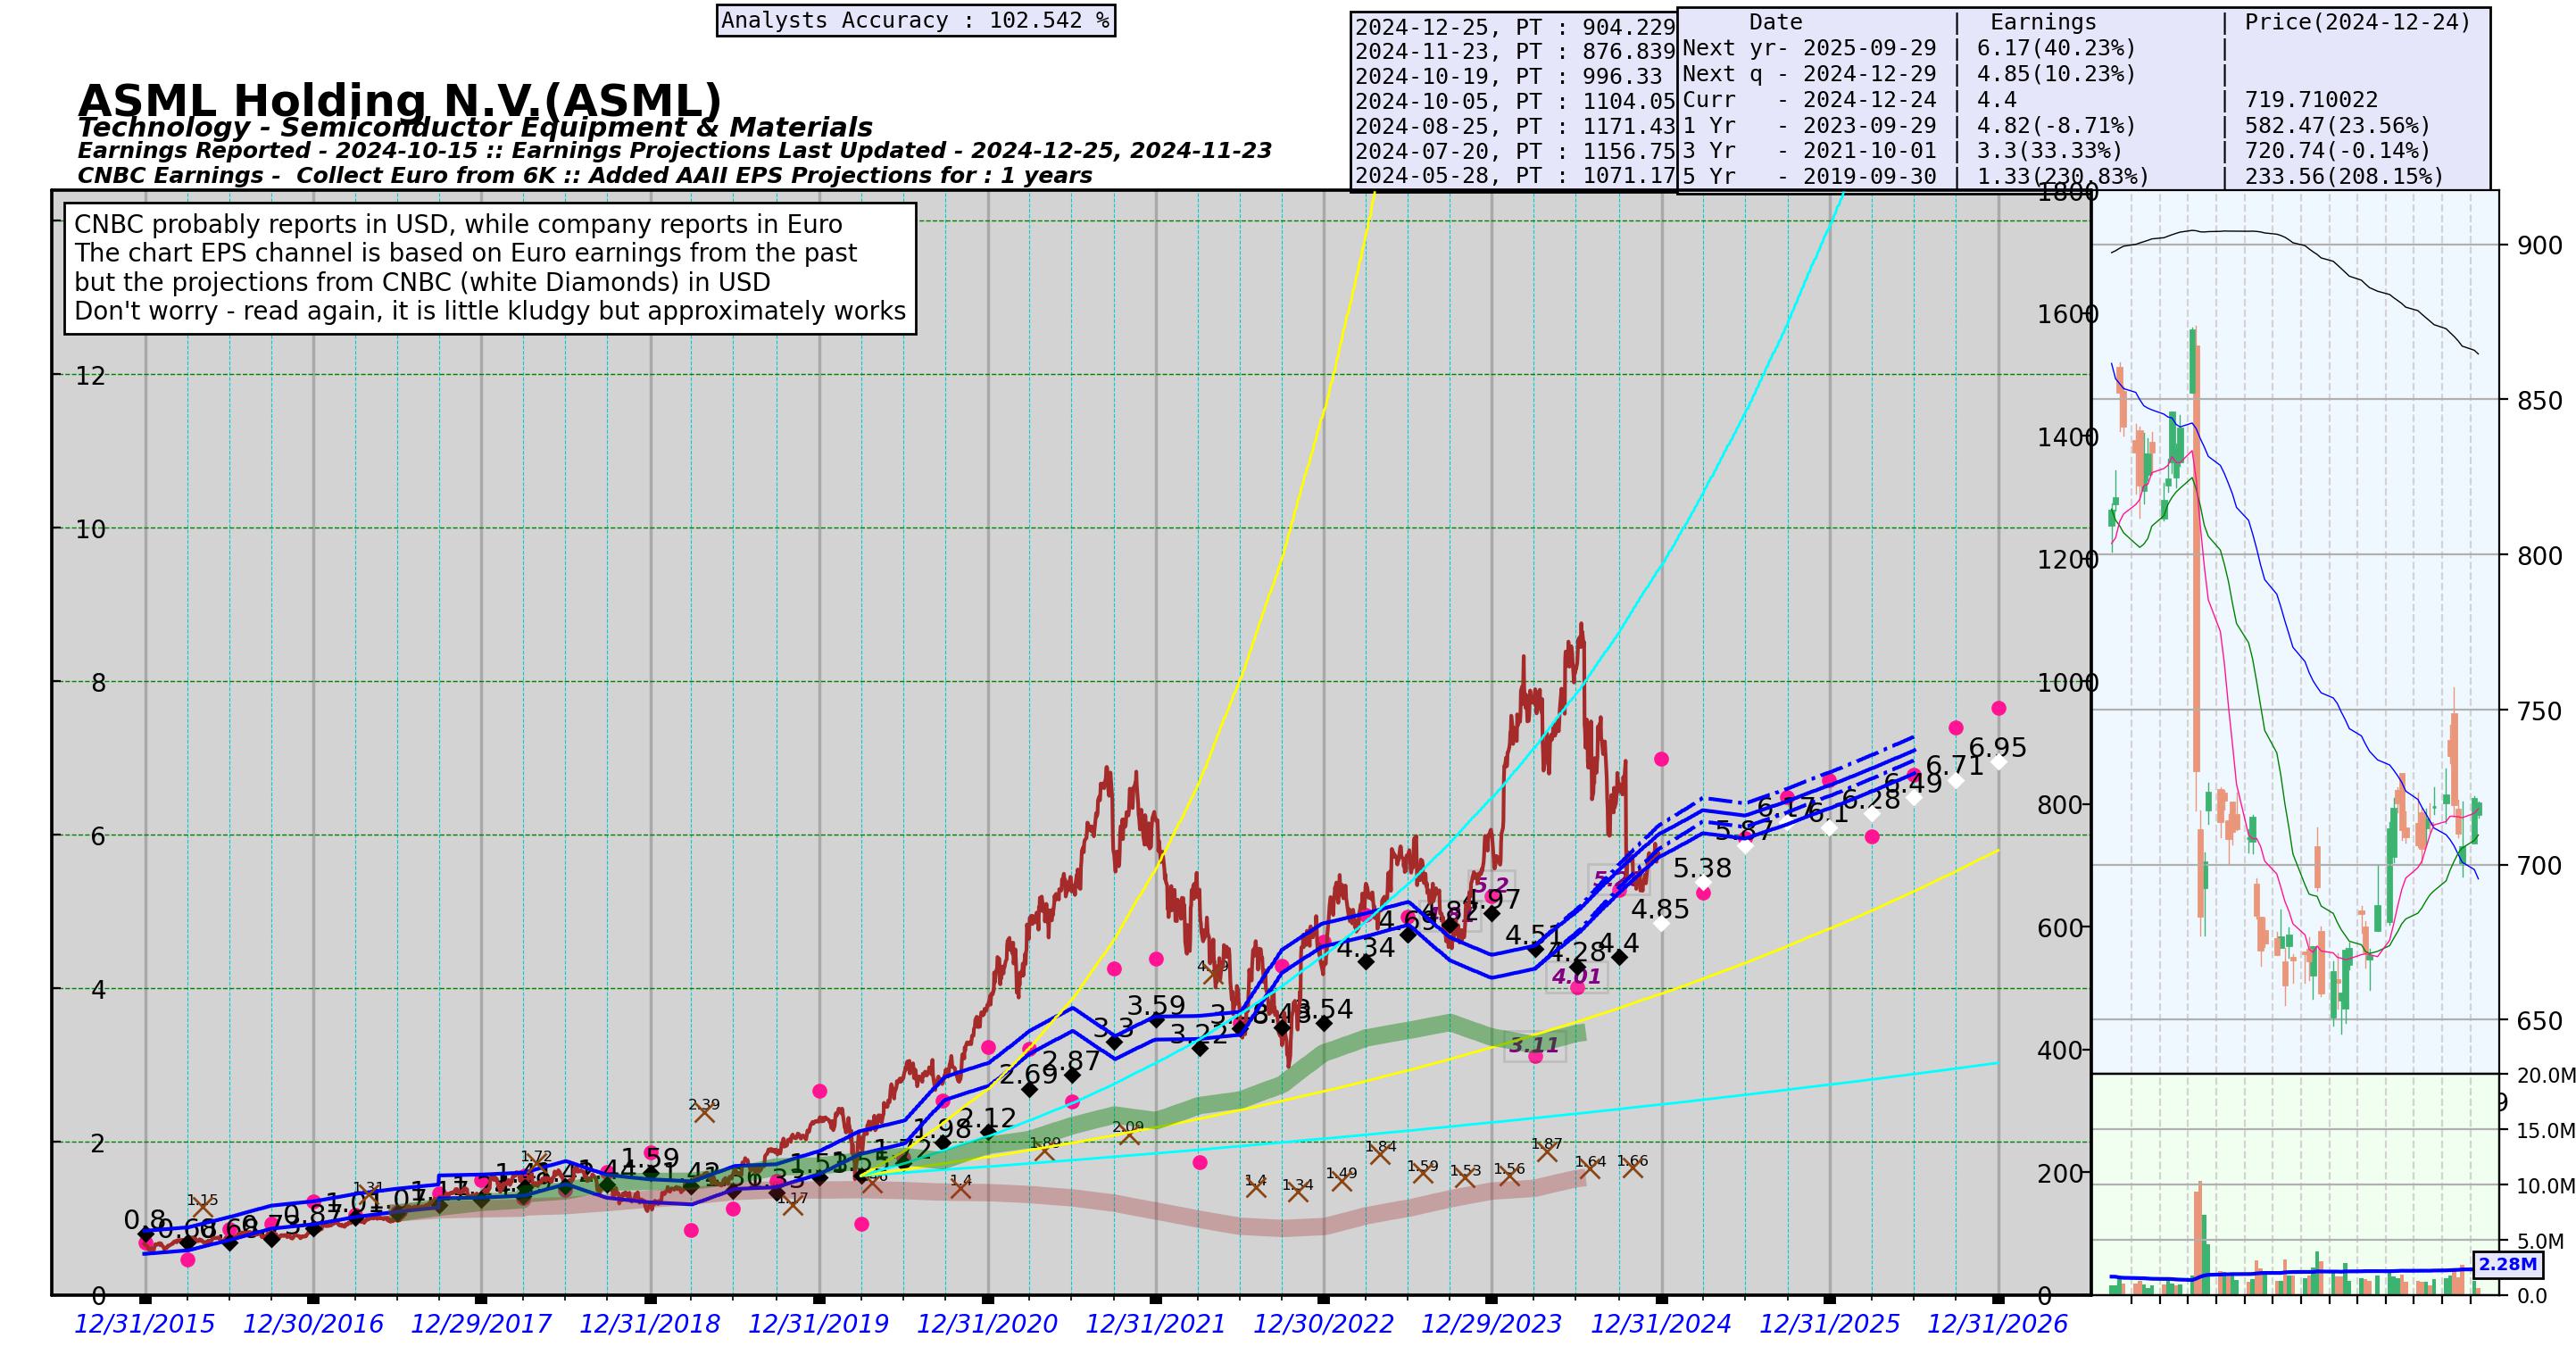 Analysts Accuracy : 102.542 %
2024-12-25, PT : 904.229
2024-11-23, PT : 876.839
2024-10-19, PT : 996.33
2024-10-05, PT : 1104.05
2024-08-25, PT : 1171.43
2024-07-20, PT : 1156.75
2024-05-28, PT : 1071.17
Date | Earnings | Price(2024-12-24)
Next yr- 2025-09-29 | 6.17(40.23%) |
Next q - 2024-12-29 | 4.85(10.23%) |
Curr - 2024-12-24 | 4.4 | 719.710022
1 Yr - 2023-09-29 | 4.82(-8.71%) | 582.47(23.56%)
3 Yr - 2021-10-01 | 3.3(33.33%) | 720.74(-0.14%)
5 Yr - 2019-09-30 | 1.33(230.83%) | 233.56(208.15%)
ASML Holding N.V.(ASML)
Technology - Semiconductor Equipment & Materials
Earnings Reported - 2024-10-15 :: Earnings Projections Last Updated - 2024-12-25, 2024-11-23
CNBC Earnings - Collect Euro from 6K :: Added AAII EPS Projections for : 1 years
CNBC probably reports in USD, while company reports in Euro
The chart EPS channel is based on Euro earnings from the past
but the projections from CNBC (white Diamonds) in USD
Don't worry - read again, it is little kludgy but approximately works
12
10
8
6
4
2
0
1800
1600
1400
1200
1000
800
600
400
200
0
900
850
800
750
700
650
20.0M
15.0M
10.0M
5.0M
0.0
2.28M
0.8
0.87
1.59
2.12
2.69
2.87
3.3
3.59
3.22
3.54
4.34
4.69
4.82
4.97
4.51
4.28
4.4
4.85
5.38
5.87
6.17
6.1
6.28
6.49
6.71
6.95
5.2
4.01
3.11
1.15
1.31
1.72
2.39
1.17
1.4
1.89
2.09
1.4
1.34
1.49
1.84
1.59
1.53
1.56
1.87
1.64
1.66
12/31/2015
12/30/2016
12/29/2017
12/31/2018
12/31/2019
12/31/2020
12/31/2021
12/30/2022
12/29/2023
12/31/2024
12/31/2025
12/31/2026